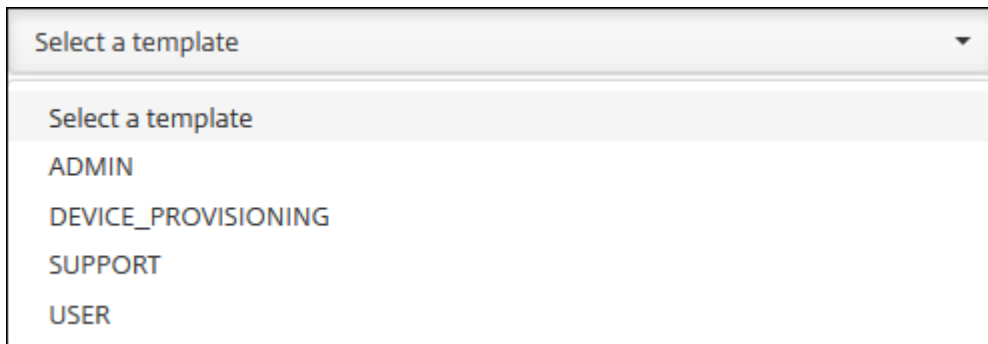 Select a template
Select a template
ADMIN
DEVICE_PROVISIONING
SUPPORT
USER